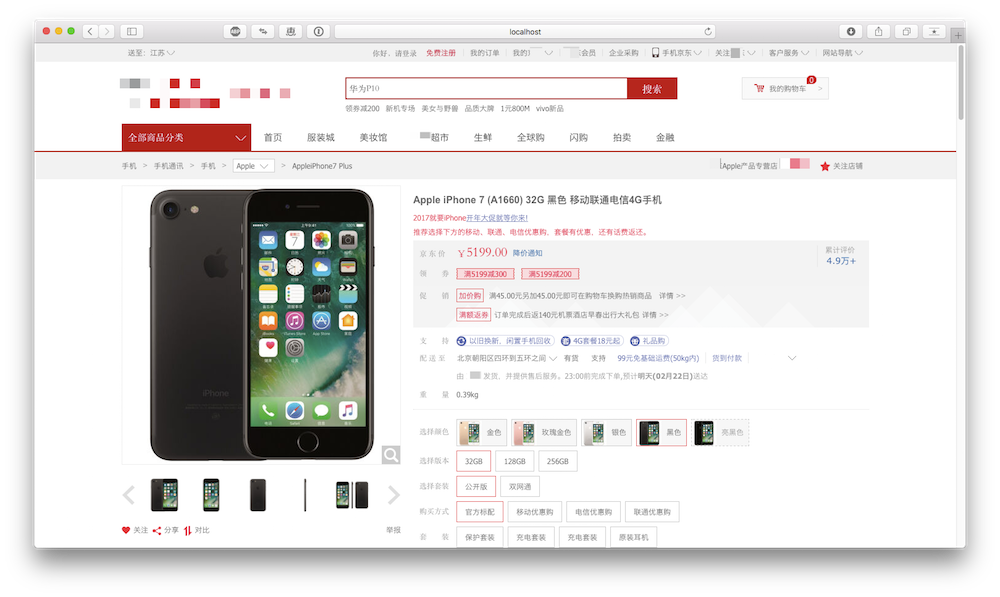 localhost
送至：江苏
你好，请登录 免费注册 我的订单 我的 会员 企业采购 手机京东 关注 客户服务 网站导航
华为P10 搜索
0
我的购物车 >
领券减200 新机专场 美女与野兽 品质大牌 1元800M vivo新品
全部商品分类 首页 服装城 美妆馆 超市 生鲜 全球购 闪购 拍卖 金融
手机 > 手机通讯 > 手机 > Apple > AppleiPhone7 Plus
Apple产品专营店 关注店铺
Apple iPhone 7 (A1660) 32G 黑色 移动联通电信4G手机
2017就要iPhone开年大促就等你来!
推荐选择下方的移动、联通、电信优惠购，套餐有优惠，还有话费返还。
京东价 ￥5199.00 降价通知
累计评价
4.9万+
领券 满5199减300 满5199减200
促销 加价购 满45.00元另加45.00元即可在购物车换购热销商品 详情 >>
满额返券 订单完成后返140元机票酒店早春出行大礼包 详情 >>
支持 以旧换新，闲置手机回收 4G套餐18元起 礼品购
配送至 北京朝阳区四环到五环之间 有货 支持 99元免基础运费(50kg内) 货到付款
由 发货，并提供售后服务。23:00前完成下单,预计明天(02月22日)送达
重量 0.39kg
选择颜色 金色 玫瑰金色 银色 黑色 亮黑色
选择版本 32GB 128GB 256GB
选择套装 公开版 双网通
购买方式 官方标配 移动优惠购 电信优惠购 联通优惠购
套装 保护套装 充电套装 充电套装 原装耳机
iPhone
关注 分享 对比 举报